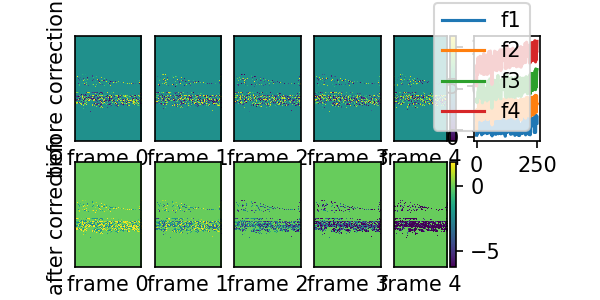 before correction
frame 0
frame 1
frame 2
frame 3
frame 4
f1
f2
f3
f4
0
0
250
after correction
frame 0
frame 1
frame 2
frame 3
frame 4
0
−5